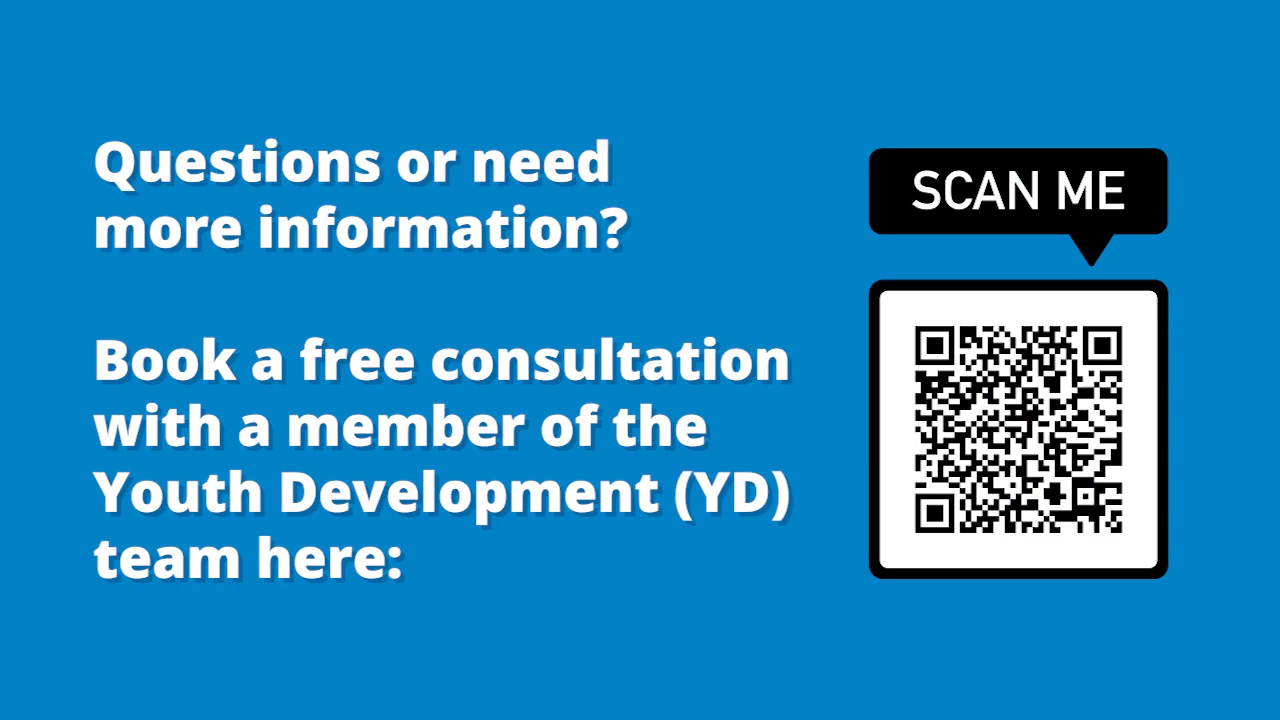 Questions or need
more information?
Book a free consultation
with a member of the
Youth Development (YD)
team here:
SCAN ME